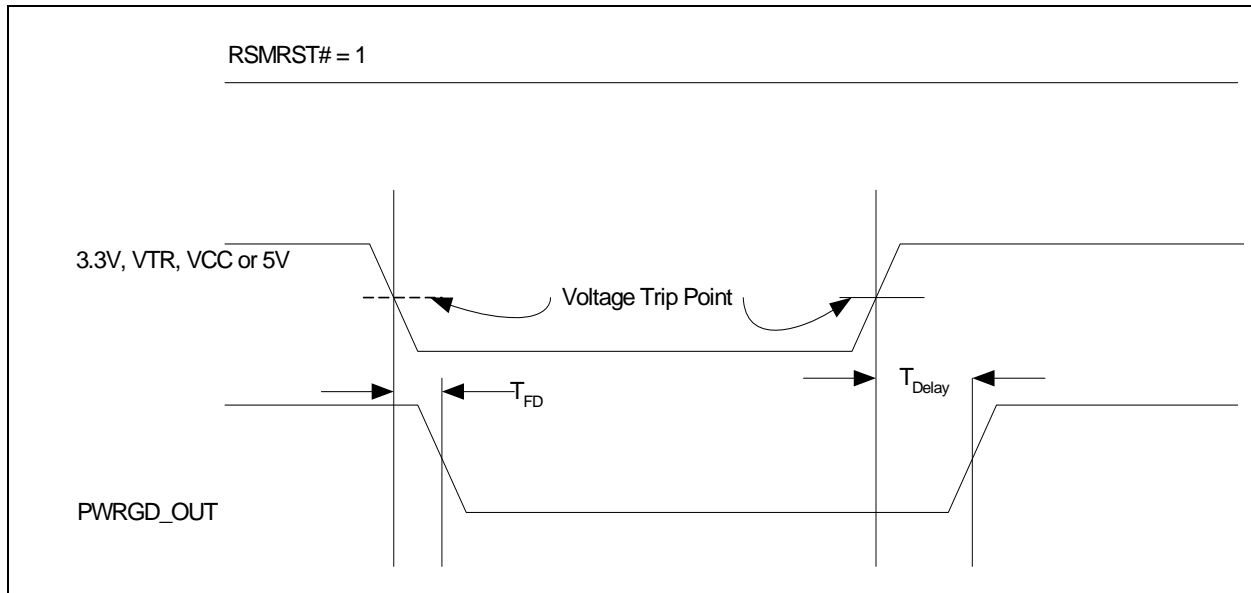 RSMRST# = 1
3.3V, VTR, VCC or 5V
Voltage Trip Point
TFD
TDelay
PWRGD_OUT